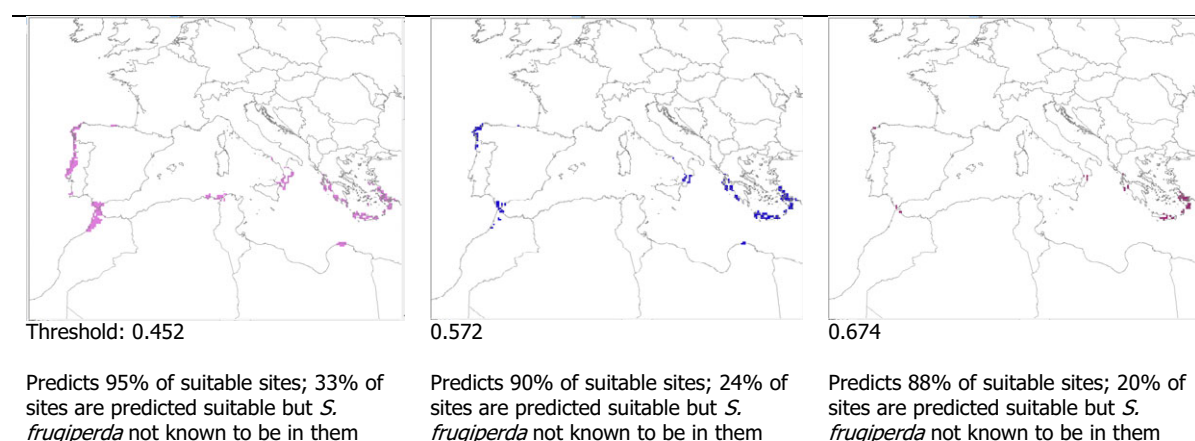 Threshold: 0.452
0.572
0.674
Predicts 95% of suitable sites; 33% of
sites are predicted suitable but S.
frugiperda not known to be in them
Predicts 90% of suitable sites; 24% of
sites are predicted suitable but S.
frugiperda not known to be in them
Predicts 88% of suitable sites; 20% of
sites are predicted suitable but S.
frugiperda not known to be in them